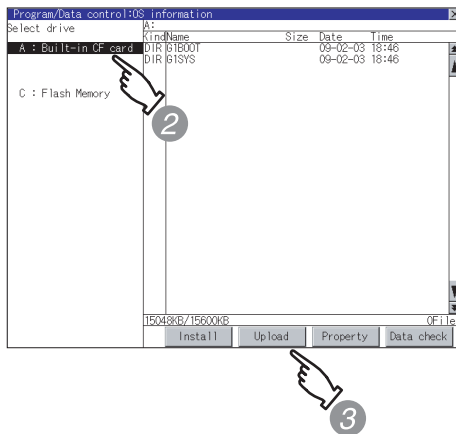 Program/Data control:OS information
Select drive
A:
Kind Name Size Date Time
A : Built-in CF card
DIR G1BOOT 09-02-03 18:46
DIR G1SYS 09-02-03 18:46
C : Flash Memory
2
15048KB/15600KB 0File
Install Upload Property Data check
3